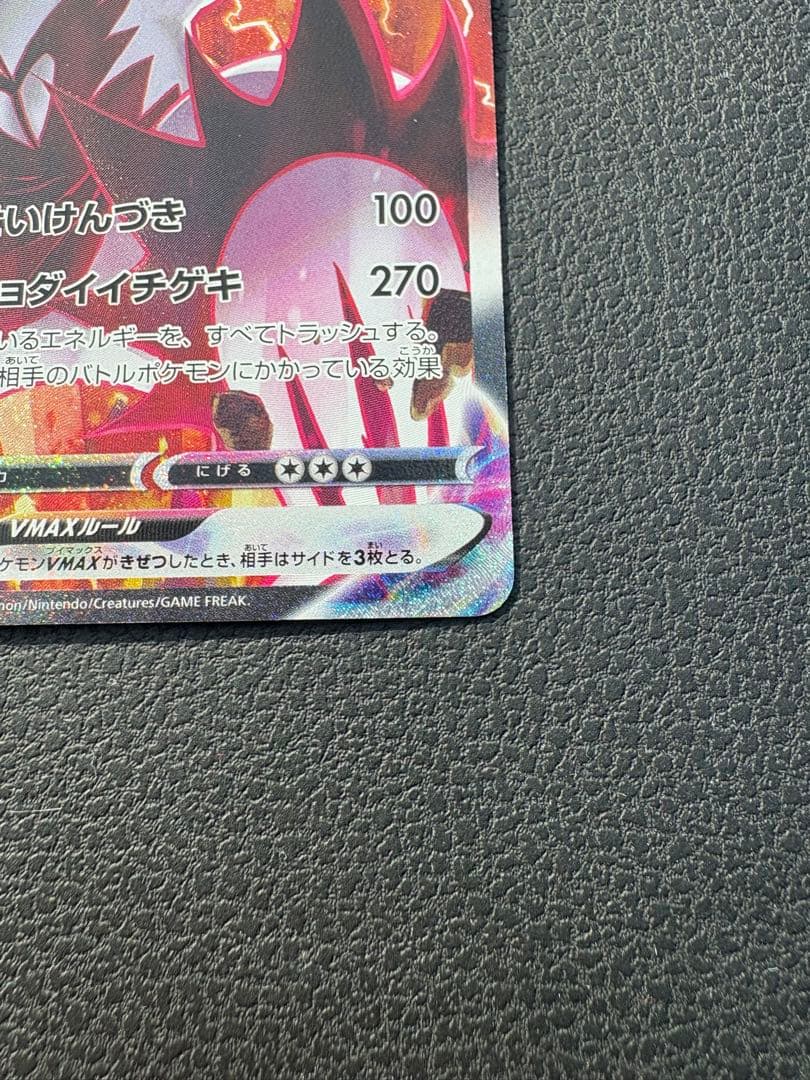 いけんづき 100
ョダイイチゲキ 270
いるエネルギーを、すべてトラッシュする。
相手のバトルポケモンにかかっている効果
にげる
VMAXルール
ケモンVMAXがきぜつしたとき、相手はサイドを3枚とる。
mon/Nintendo/Creatures/GAME FREAK.